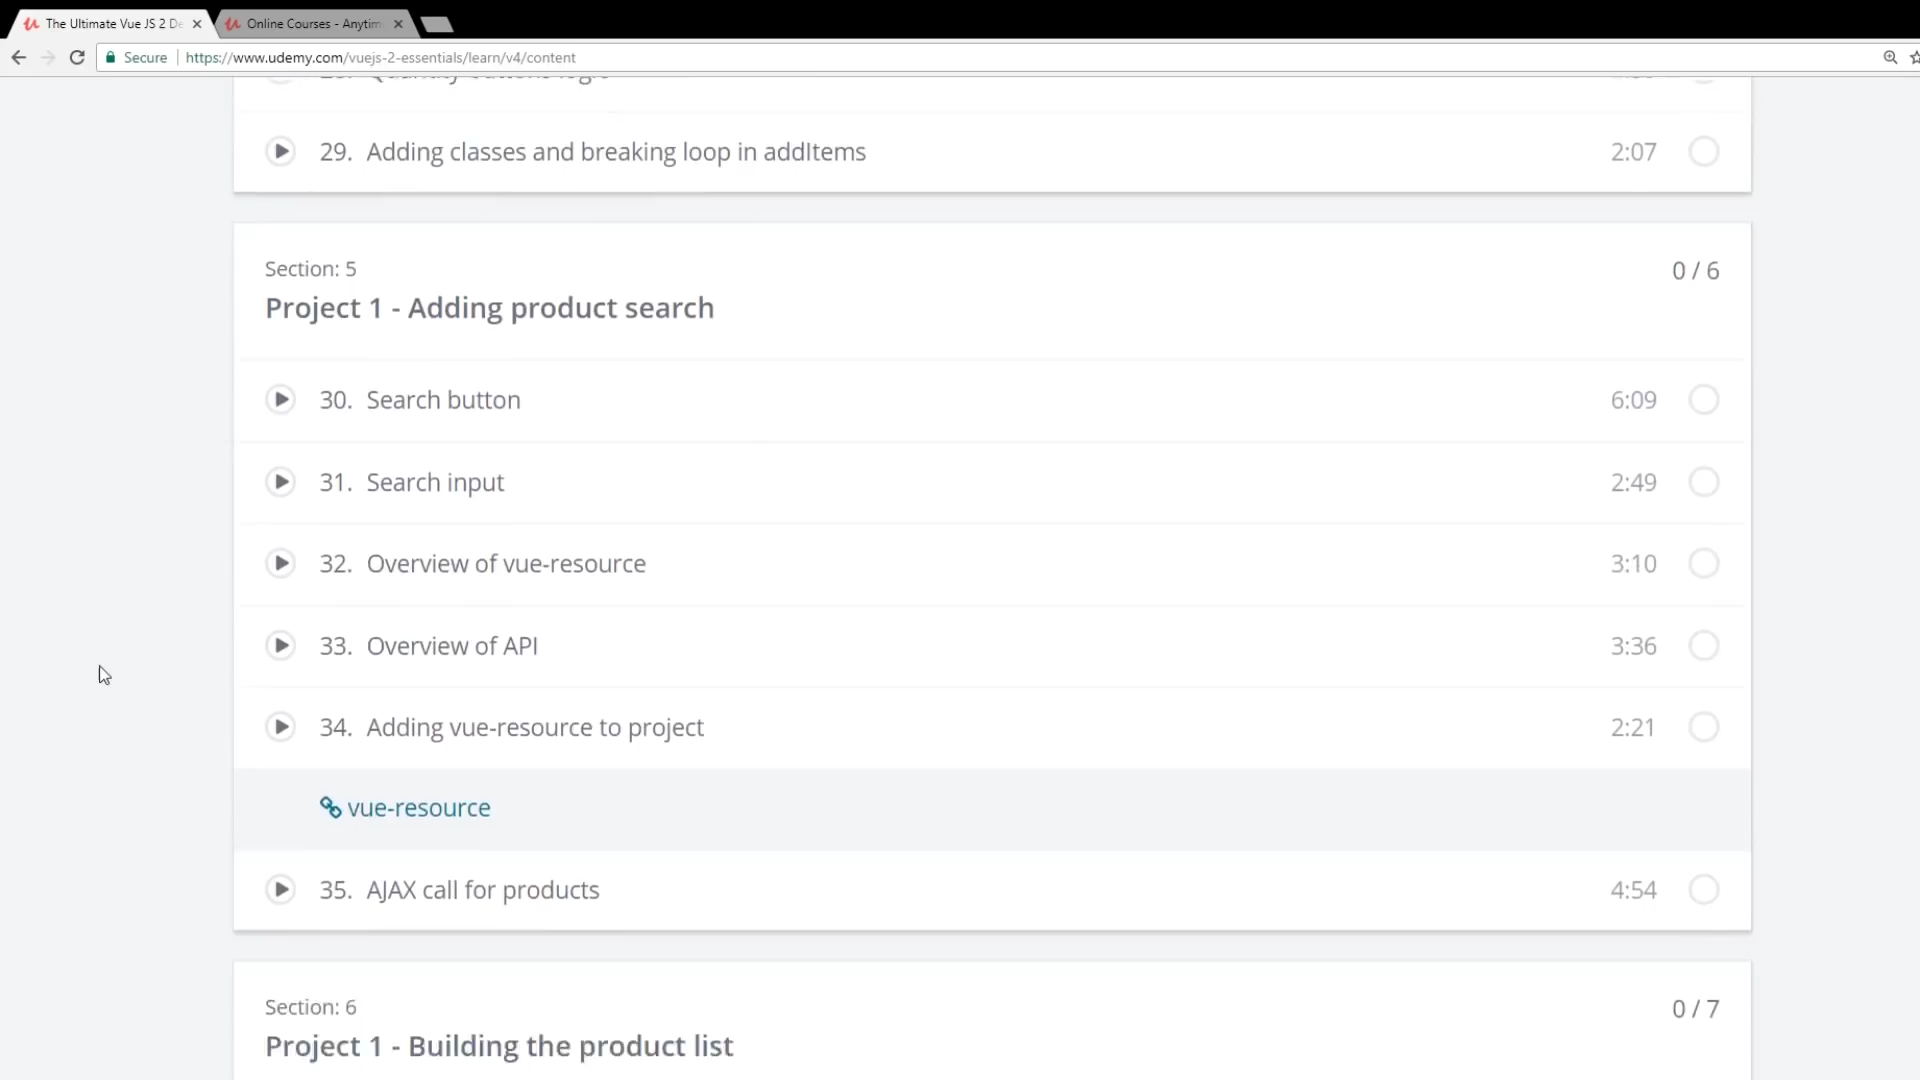 The Ultimate Vue JS 2 De
Online Courses - Anytim
Secure https://www.udemy.com/vuejs-2-essentials/learn/v4/content
29. Adding classes and breaking loop in addItems 2:07
Section: 5 0 / 6
Project 1 - Adding product search
30. Search button 6:09
31. Search input 2:49
32. Overview of vue-resource 3:10
33. Overview of API 3:36
34. Adding vue-resource to project 2:21
vue-resource
35. AJAX call for products 4:54
Section: 6 0 / 7
Project 1 - Building the product list